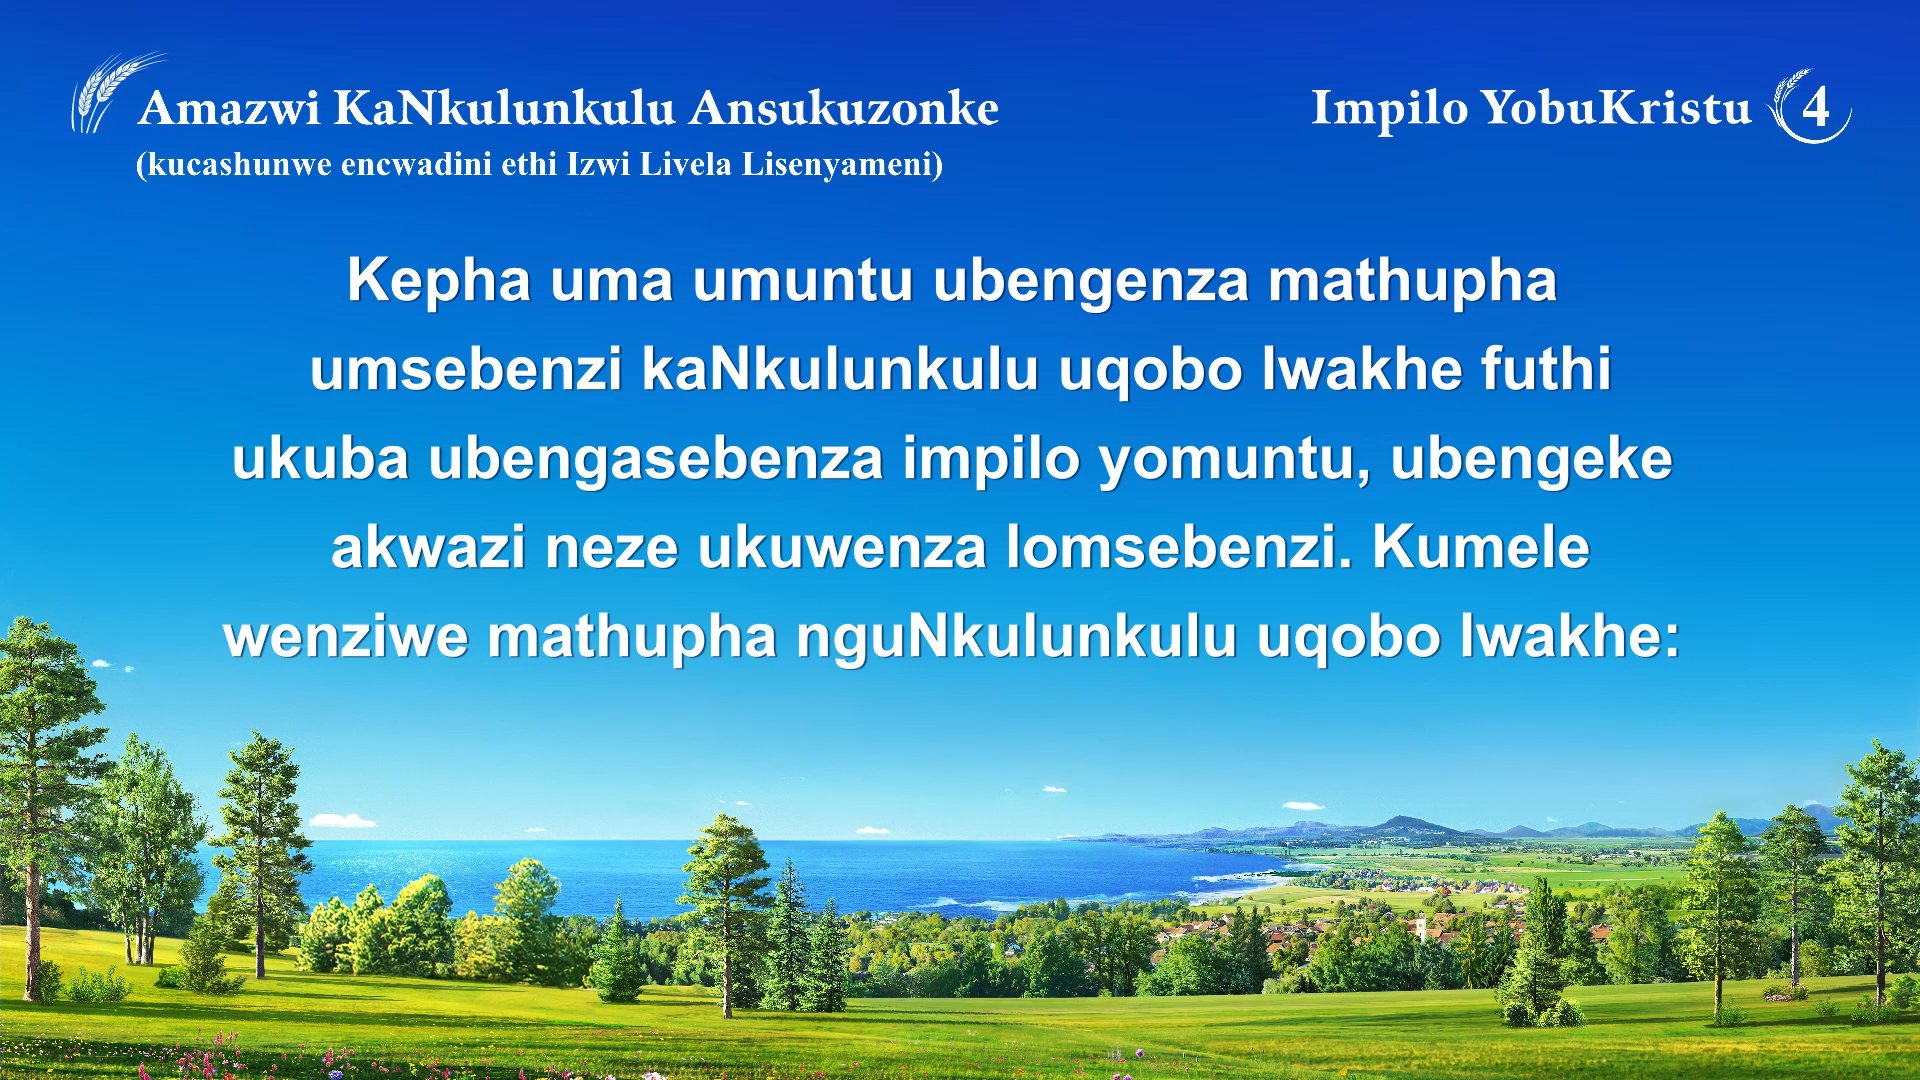 Amazwi KaNkulunkulu Ansukuzonke
(kucashunwe encwadini ethi Izwi Livela Lisenyameni)
Impilo YobuKristu 4
Kepha uma umuntu ubengenza mathupha
umsebenzi kaNkulunkulu uqobo lwakhe futhi
ukuba ubengasebenza impilo yomuntu, ubengeke
akwazi neze ukuwenza lomsebenzi. Kumele
wenziwe mathupha nguNkulunkulu uqobo lwakhe: